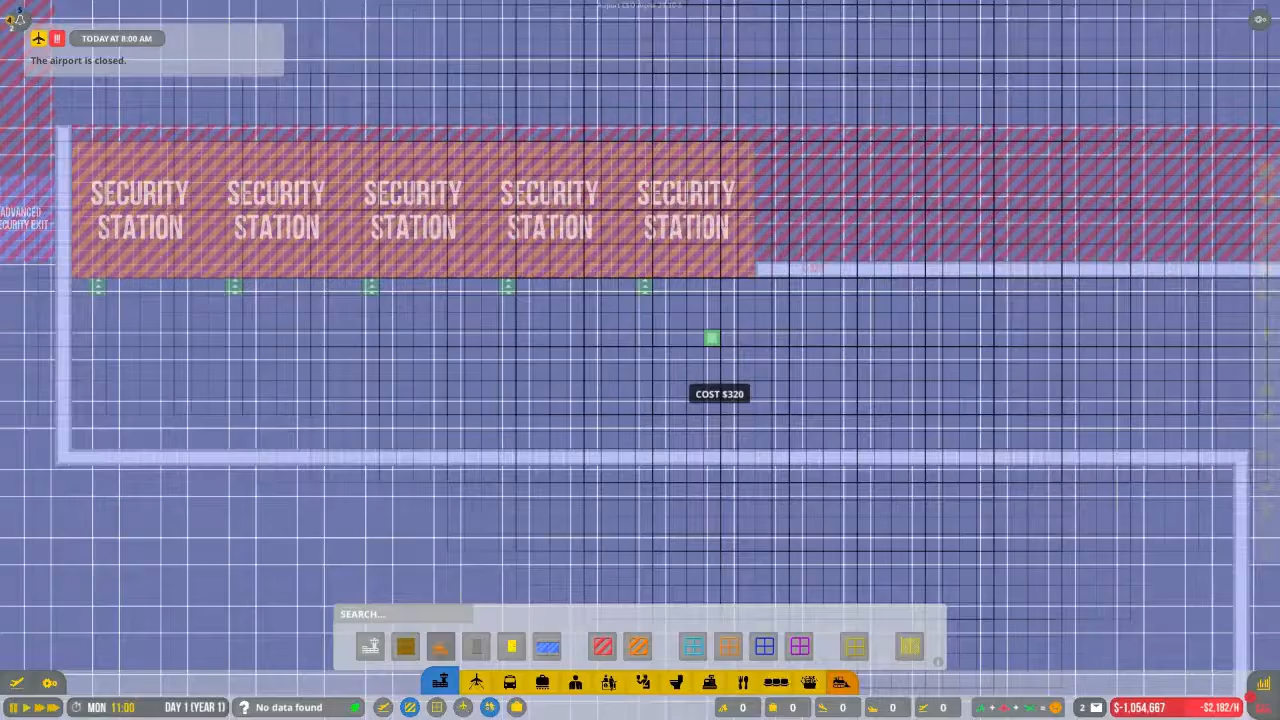 5
2
TODAY AT 8:00 AM
The airport is closed.
SECURITY STATION
SECURITY STATION
SECURITY STATION
SECURITY STATION
SECURITY STATION
ADVANCED
SECURITY EXIT
COST $320
SEARCH...
MON 11:00
DAY 1 (YEAR 1)
? No data found
0
0
0
0
0
2
$-1,054,667
-$2,182/H